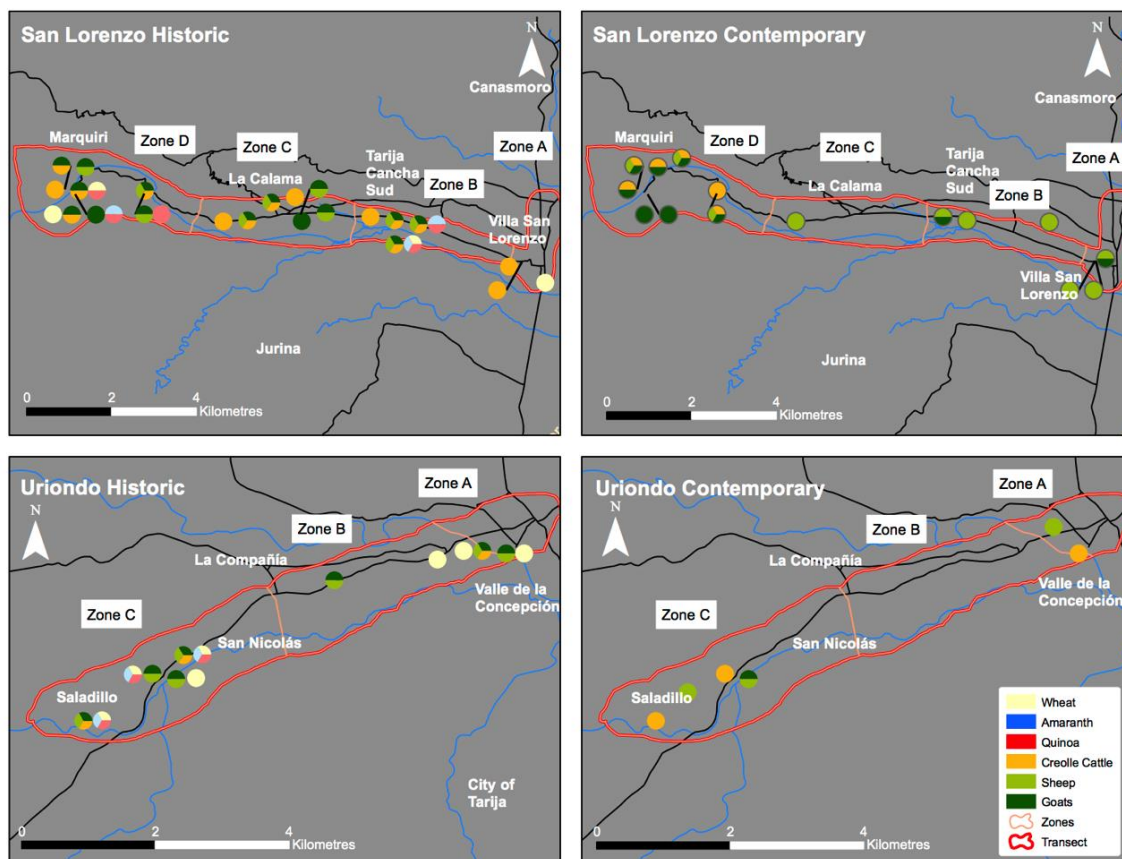 San Lorenzo Historic
N
Canasmoro
Marquiri
Zone D
Zone C
La Calama
Tarija
Cancha
Sud
Zone B
Zone A
Villa San
Lorenzo
Jurina
0 2 4
Kilometres
San Lorenzo Contemporary
N
Canasmoro
Marquiri
Zone D
Zone C
La Calama
Tarija
Cancha
Sud
Zone B
Zone A
Villa San
Lorenzo
Jurina
0 2 4
Kilometres
Uriondo Historic
N
Zone A
Zone B
La Compañía
Valle de la
Concepción
Zone C
San Nicolás
Saladillo
City of
Tarija
0 2 4
Kilometres
Uriondo Contemporary
N
Zone A
Zone B
La Compañía
Valle de la
Concepción
Zone C
San Nicolás
Saladillo
0 2 4
Kilometres
Wheat
Amaranth
Quinoa
Creolle Cattle
Sheep
Goats
Zones
Transect